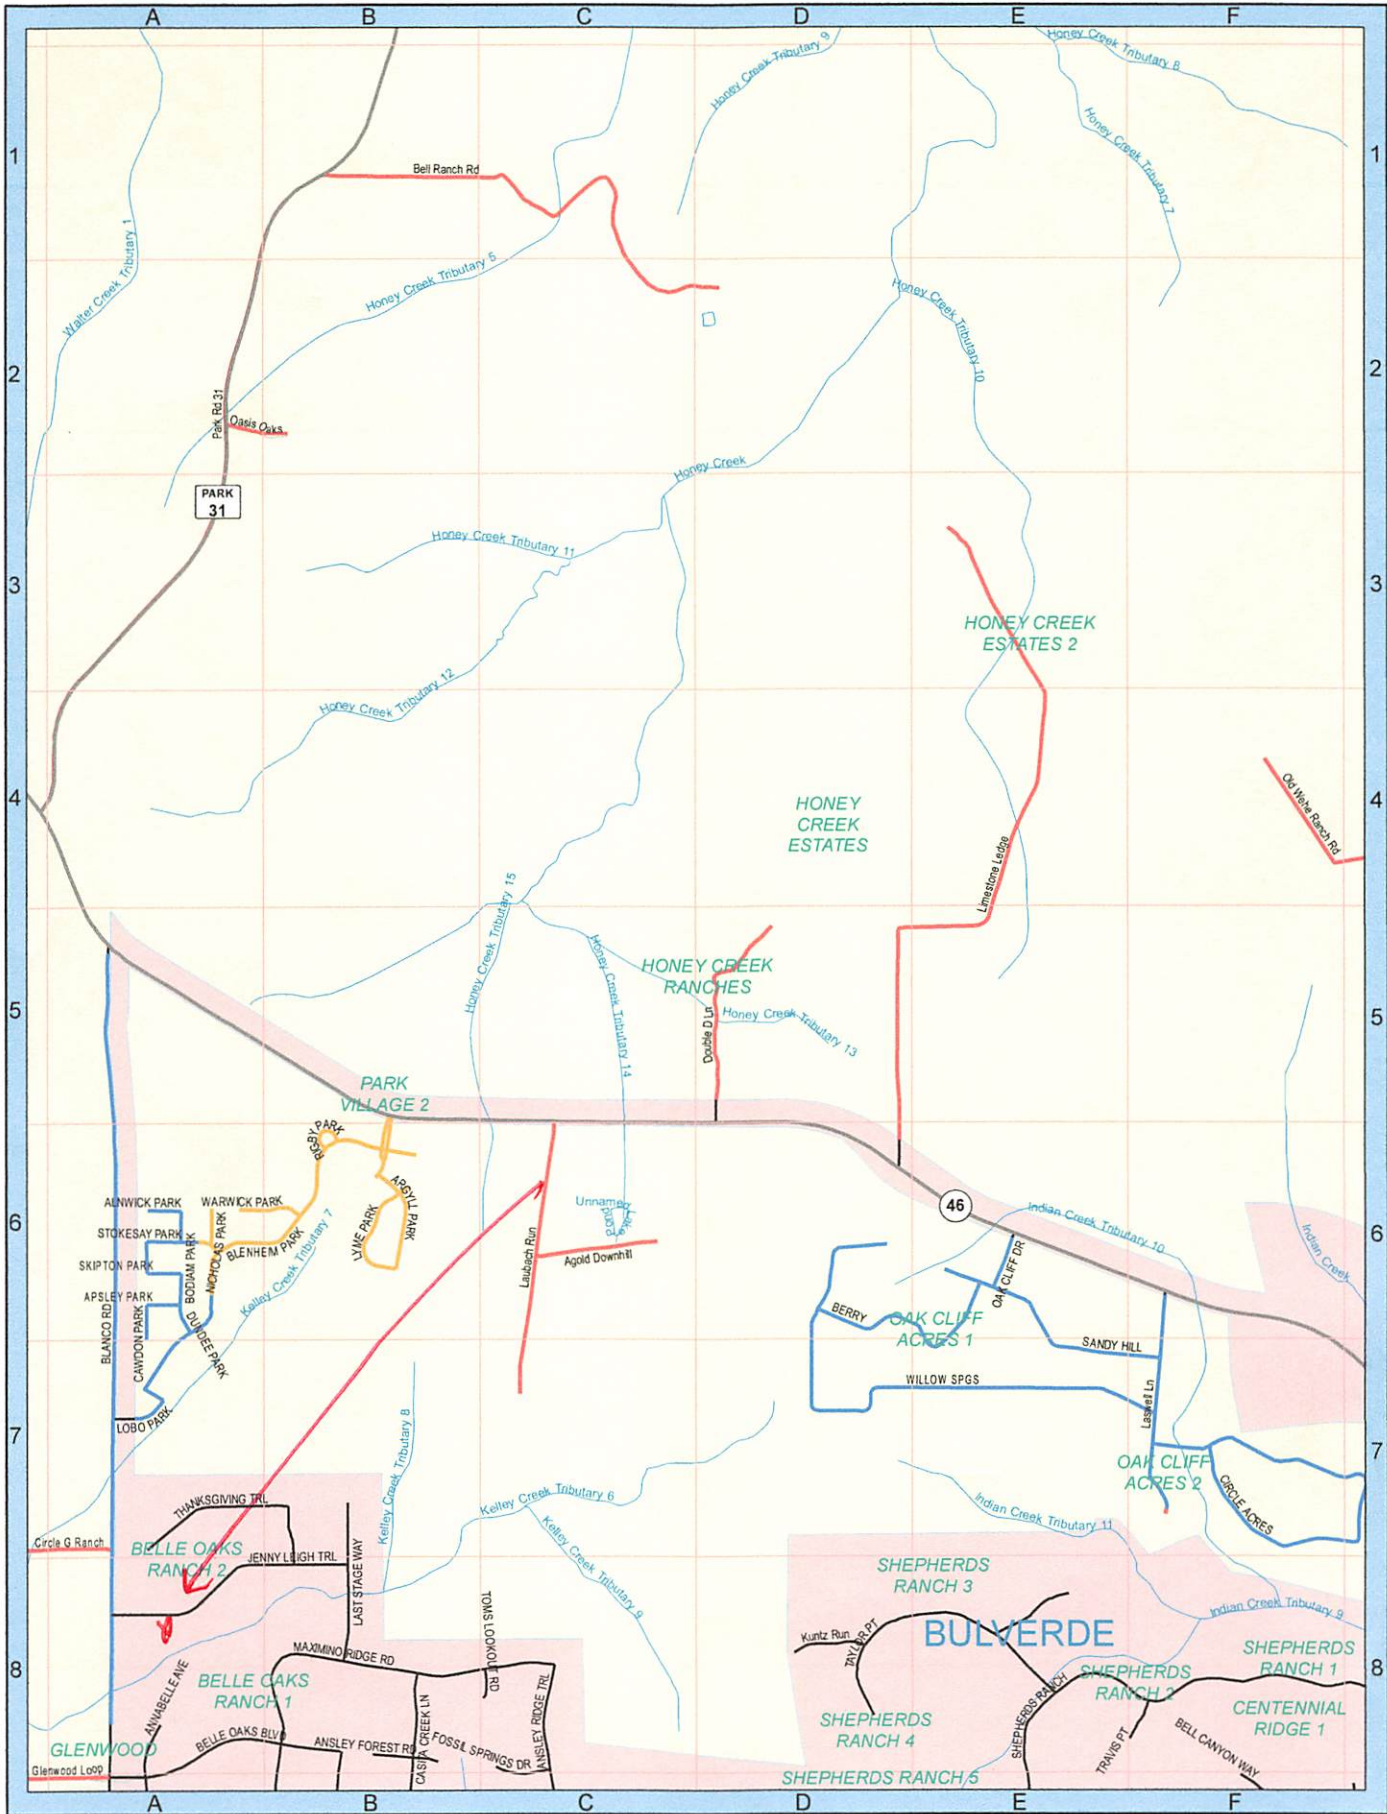 A B C D E F
Honey Creek Tributary 9
Honey Creek Tributary 8
Honey Creek Tributary 7
1 1
Bell Ranch Rd
Walter Creek Tributary 1
Honey Creek Tributary 5
Honey Creek Tributary 10
2 2
Park Rd 31
Oasis Oaks
Honey Creek
PARK
31
Honey Creek Tributary 11
3 3
HONEY CREEK
ESTATES 2
Honey Creek Tributary 12
4 4
HONEY
CREEK
ESTATES
Old Wehe Ranch Rd
Limestone Ledge
Honey Creek Tributary 15
Honey Creek Tributary 14
HONEY CREEK
RANCHES
5 5
Double D Ln
Honey Creek Tributary 13
PARK
VILLAGE 2
RIGBY PARK
ARGYLL PARK
ALNWICK PARK
WARWICK PARK
Unnamed
Lake
Pond
46
Indian Creek Tributary 10
6 6
STOKESAY PARK
NICHOLAS PARK
BLENHEM PARK
LYME PARK
Indian Creek
SKIPTON PARK
BODIAM PARK
Kelley Creek Tributary 7
Laubach Run
Agold Downhill
OAK CLIFF DR
APSLEY PARK
BLANCO RD
CAWDON PARK
DUNDEE PARK
BERRY
OAK CLIFF
ACRES 1
SANDY HILL
WILLOW SPGS
Laswell Ln
LOBO PARK
7 7
Kelley Creek Tributary 8
OAK CLIFF
ACRES 2
CIRCLE ACRES
THANKSGIVING TRL
Kelley Creek Tributary 6
Kelley Creek Tributary 9
Indian Creek Tributary 11
Circle G Ranch
BELLE OAKS
RANCH 2
JENNY LEIGH TRL
LAST STAGE WAY
SHEPHERDS
RANCH 3
TOMS LOOKOUT RD
Indian Creek Tributary 9
BULVERDE
Kuntz Run
TAYLOR PT
MAXIMINO RIDGE RD
SHEPHERDS
RANCH 1
8 8
BELLE OAKS
RANCH 1
ANNABELLE AVE
SHEPHERDS
RANCH 2
SHEPHERDS RANCH
CENTENNIAL
RIDGE 1
CASITA CREEK LN
ANSLEY RIDGE TRL
SHEPHERDS
RANCH 4
TRAVIS PT
BELL CANYON WAY
GLENWOOD
BELLE OAKS BLVD
ANSLEY FOREST RD
FOSSIL SPRINGS DR
Glenwood Loop
SHEPHERDS RANCH 5
A B C D E F